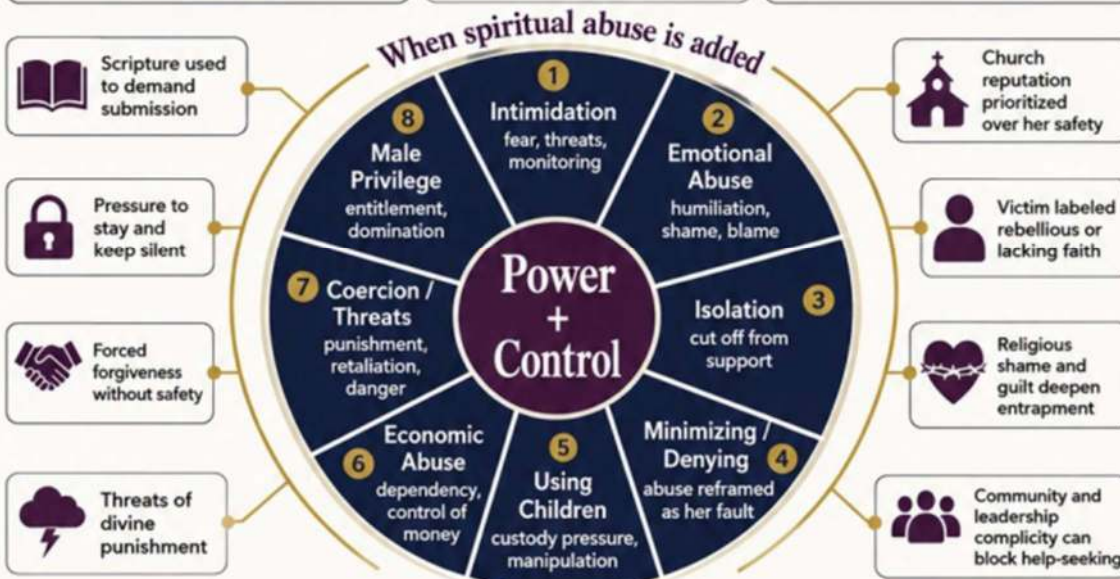 When spiritual abuse is added
Scripture used
to demand
submission
Pressure to
stay and
keep silent
Forced
forgiveness
without safety
Threats of
divine
punishment
1
Intimidation
fear, threats,
monitoring
2
Emotional
Abuse
humiliation,
shame, blame
3
Isolation
cut off from
support
Minimizing /
Denying
4
abuse reframed
as her fault
5
Using
Children
custody pressure,
manipulation
6
Economic
Abuse
dependency,
control of
money
7
Coercion /
Threats
punishment,
retaliation,
danger
8
Male
Privilege
entitlement,
domination
Power
+
Control
Church
reputation
prioritized
over her safety
Victim labeled
rebellious or
lacking faith
Religious
shame and
guilt deepen
entrapment
Community and
leadership
complicity can
block help-seeking